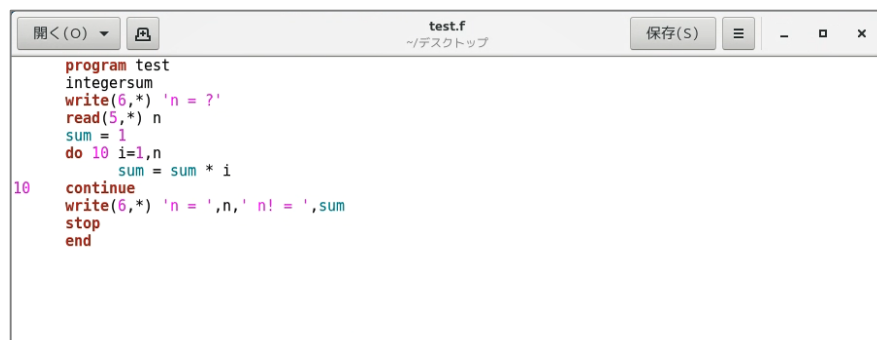 開く(O)
test.f
~/デスクトップ
保存(S)
program test
integersum
write(6,*) 'n = ?'
read(5,*) n
sum = 1
do 10 i=1,n
sum = sum * i
10 continue
write(6,*) 'n = ',n,' n! = ',sum
stop
end